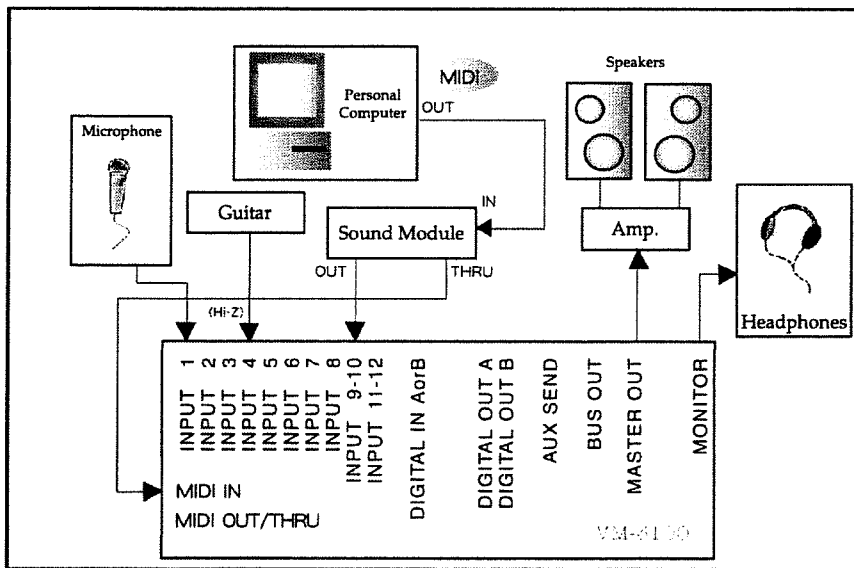 Speakers
MIDI
Personal
Computer
OUT
Microphone
IN
Guitar
Sound Module
Amp.
OUT
THRU
(Hi-Z)
Headphones
INPUT 1
INPUT 2
INPUT 3
INPUT 4
INPUT 5
INPUT 6
INPUT 7
INPUT 8
INPUT 9-10
INPUT 11-12
DIGITAL IN AorB
DIGITAL OUT A
DIGITAL OUT B
AUX SEND
BUS OUT
MASTER OUT
MONITOR
MIDI IN
MIDI OUT/THRU